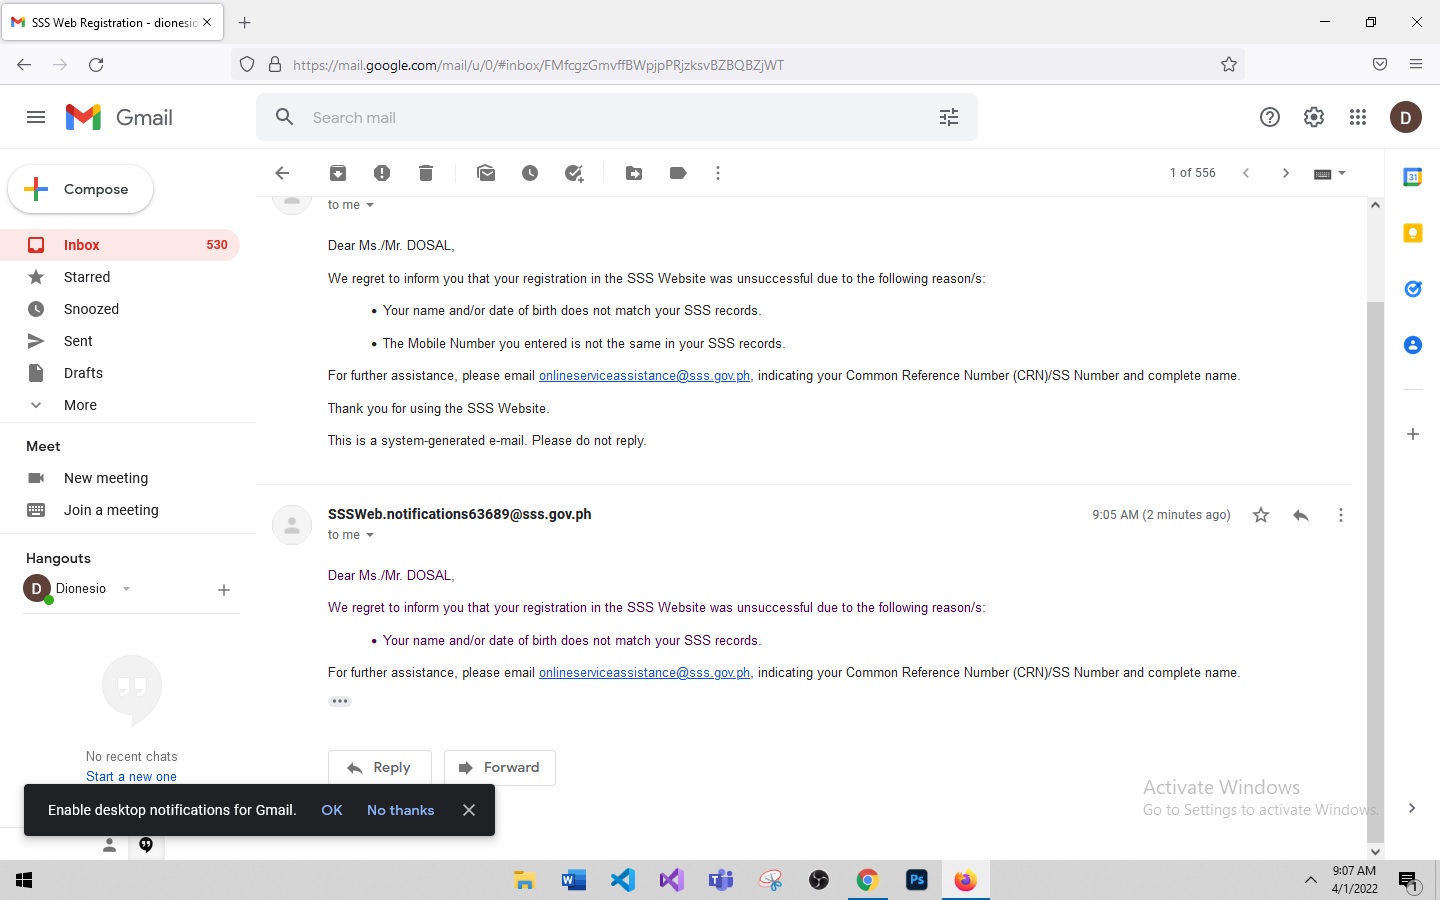 SSS Web Registration - dionesio
https://mail.google.com/mail/u/0/#inbox/FMfcgzGmvffBWpjpPRjzksvBZBQBZjWT
Gmail
Search mail
D
Compose
1 of 556
31
Inbox 530
Starred
Snoozed
Sent
Drafts
More
Meet
New meeting
Join a meeting
Hangouts
D Dionesio
No recent chats
Start a new one
to me
Dear Ms./Mr. DOSAL,
We regret to inform you that your registration in the SSS Website was unsuccessful due to the following reason/s:
• Your name and/or date of birth does not match your SSS records.
• The Mobile Number you entered is not the same in your SSS records.
For further assistance, please email onlineserviceassistance@sss.gov.ph, indicating your Common Reference Number (CRN)/SS Number and complete name.
Thank you for using the SSS Website.
This is a system-generated e-mail. Please do not reply.
SSSWeb.notifications63689@sss.gov.ph 9:05 AM (2 minutes ago)
to me
Dear Ms./Mr. DOSAL,
We regret to inform you that your registration in the SSS Website was unsuccessful due to the following reason/s:
• Your name and/or date of birth does not match your SSS records.
For further assistance, please email onlineserviceassistance@sss.gov.ph, indicating your Common Reference Number (CRN)/SS Number and complete name.
Reply Forward
Enable desktop notifications for Gmail. OK No thanks
Activate Windows
Go to Settings to activate Windows.
W
Ps
9:07 AM
4/1/2022
1